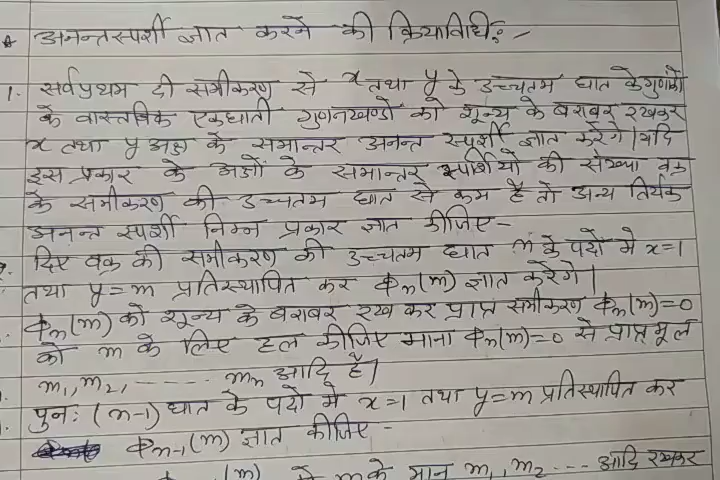 * अनन्तस्पर्शी ज्ञात करने की क्रियाविधि:-
1. सर्वप्रथम दी समीकरण से x तथा y के उच्चतम घात के गुणांकों
के वास्तविक एकघाती गुणनखण्डों को शून्य के बराबर रखकर
x तथा y अक्ष के समान्तर अनन्त स्पर्शी ज्ञात करेंगे। यदि
इस प्रकार के अक्षों के समान्तर स्पर्शियों की संख्या वक्र
के समीकरण की उच्चतम घात से कम है तो अन्य तिर्यक
अनन्त स्पर्शी निम्न प्रकार ज्ञात कीजिए-
दिए वक्र की समीकरण की उच्चतम घात n के पदों में x=1
तथा y=m प्रतिस्थापित कर Φn(m) ज्ञात करेंगे।
Φn(m) को शून्य के बराबर रख कर प्राप्त समीकरण Φn(m)=0
को m के लिए हल कीजिए माना Φn(m)=0 से प्राप्त मूल
m1, m2, ------- mn आदि हैं।
पुनः (n-1) घात के पदों में x=1 तथा y=m प्रतिस्थापित कर
Φn-1(m) ज्ञात कीजिए -
(m) में m के मान m1, m2 --- आदि रखकर